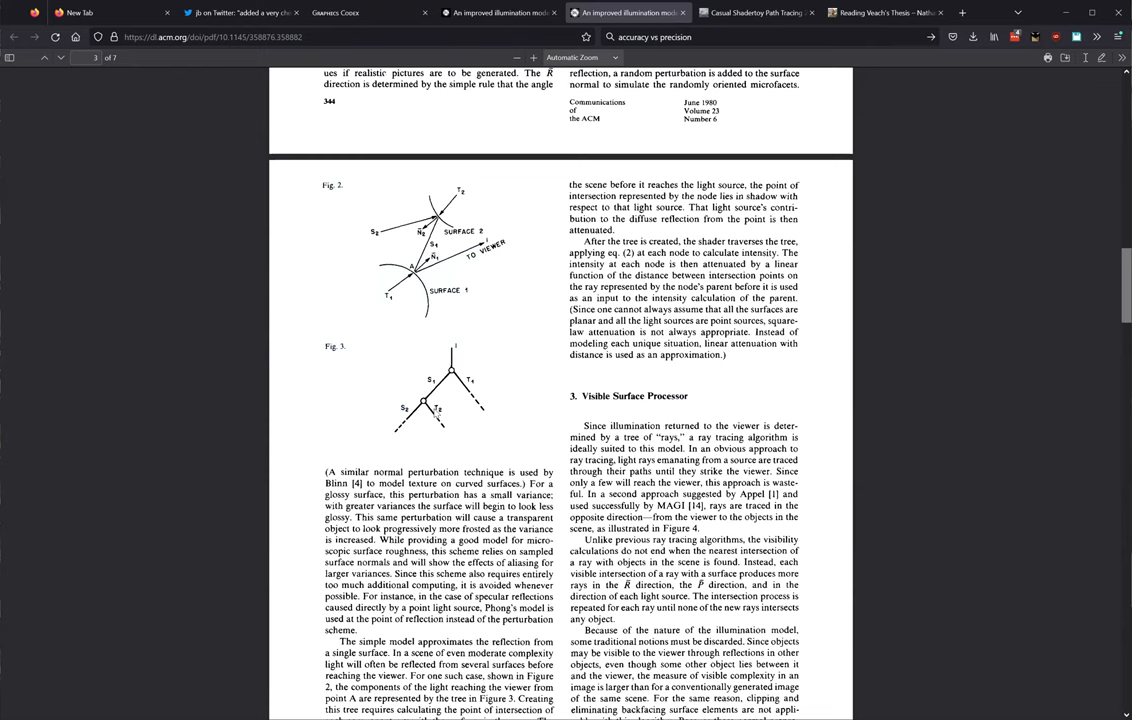 New Tab
jb on Twitter: "added a very che
GRAPHICS CODEX
An improved illumination mode
An improved illumination mode
Casual Shadertoy Path Tracing
Reading Veach's Thesis – Natho
https://dl.acm.org/doi/pdf/10.1145/358876.358882
accuracy vs precision
3 of 7
Automatic Zoom
ues if realistic pictures are to be generated. The R̄
direction is determined by the simple rule that the angle
344
reflection, a random perturbation is added to the surface
normal to simulate the randomly oriented microfacets.
Communications
of
the ACM
June 1980
Volume 23
Number 6
Fig. 2.
T2
S2
N̄2
SURFACE 2
S1
I
TO VIEWER
A
N̄1
T1
SURFACE 1
Fig. 3.
I
S1
T1
S2
T2
(A similar normal perturbation technique is used by
Blinn [4] to model texture on curved surfaces.) For a
glossy surface, this perturbation has a small variance;
with greater variances the surface will begin to look less
glossy. This same perturbation will cause a transparent
object to look progressively more frosted as the variance
is increased. While providing a good model for micro-
scopic surface roughness, this scheme relies on sampled
surface normals and will show the effects of aliasing for
larger variances. Since this scheme also requires entirely
too much additional computing, it is avoided whenever
possible. For instance, in the case of specular reflections
caused directly by a point light source, Phong's model is
used at the point of reflection instead of the perturbation
scheme.
The simple model approximates the reflection from
a single surface. In a scene of even moderate complexity
light will often be reflected from several surfaces before
reaching the viewer. For one such case, shown in Figure
2, the components of the light reaching the viewer from
point A are represented by the tree in Figure 3. Creating
this tree requires calculating the point of intersection of
the scene before it reaches the light source, the point of
intersection represented by the node lies in shadow with
respect to that light source. That light source's contri-
bution to the diffuse reflection from the point is then
attenuated.
After the tree is created, the shader traverses the tree,
applying eq. (2) at each node to calculate intensity. The
intensity at each node is then attenuated by a linear
function of the distance between intersection points on
the ray represented by the node's parent before it is used
as an input to the intensity calculation of the parent.
(Since one cannot always assume that all the surfaces are
planar and all the light sources are point sources, square-
law attenuation is not always appropriate. Instead of
modeling each unique situation, linear attenuation with
distance is used as an approximation.)
3. Visible Surface Processor
Since illumination returned to the viewer is deter-
mined by a tree of "rays," a ray tracing algorithm is
ideally suited to this model. In an obvious approach to
ray tracing, light rays emanating from a source are traced
through their paths until they strike the viewer. Since
only a few will reach the viewer, this approach is waste-
ful. In a second approach suggested by Appel [1] and
used successfully by MAGI [14], rays are traced in the
opposite direction—from the viewer to the objects in the
scene, as illustrated in Figure 4.
Unlike previous ray tracing algorithms, the visibility
calculations do not end when the nearest intersection of
a ray with objects in the scene is found. Instead, each
visible intersection of a ray with a surface produces more
rays in the R̄ direction, the P̄ direction, and in the
direction of each light source. The intersection process is
repeated for each ray until none of the new rays intersects
any object.
Because of the nature of the illumination model,
some traditional notions must be discarded. Since objects
may be visible to the viewer through reflections in other
objects, even though some other object lies between it
and the viewer, the measure of visible complexity in an
image is larger than for a conventionally generated image
of the same scene. For the same reason, clipping and
eliminating backfacing surface elements are not appli-